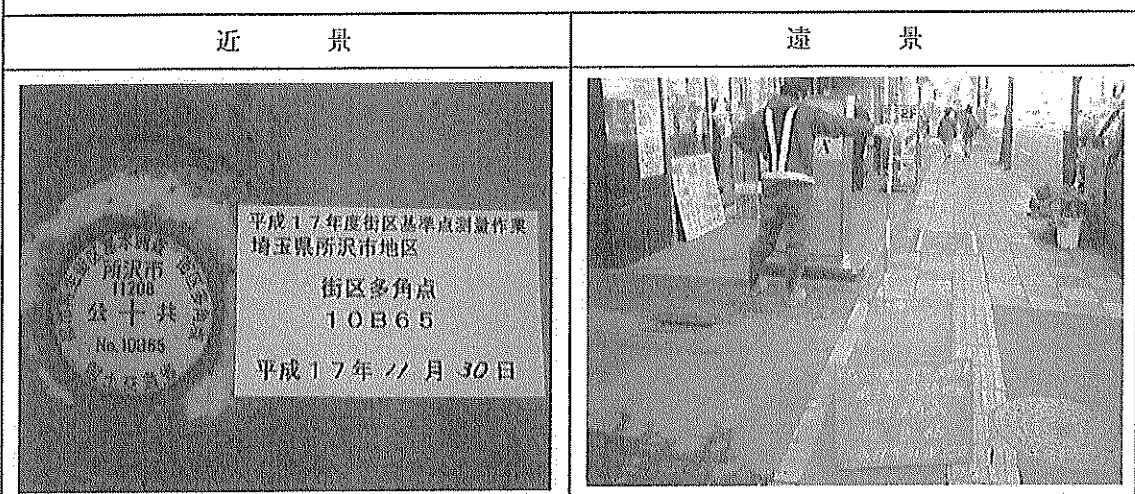 近景
遠景
所沢市
11208
公共
No.10B65
平成17年度街区基準点測量作業
埼玉県所沢市地区
街区多角点
10B65
平成17年11月30日